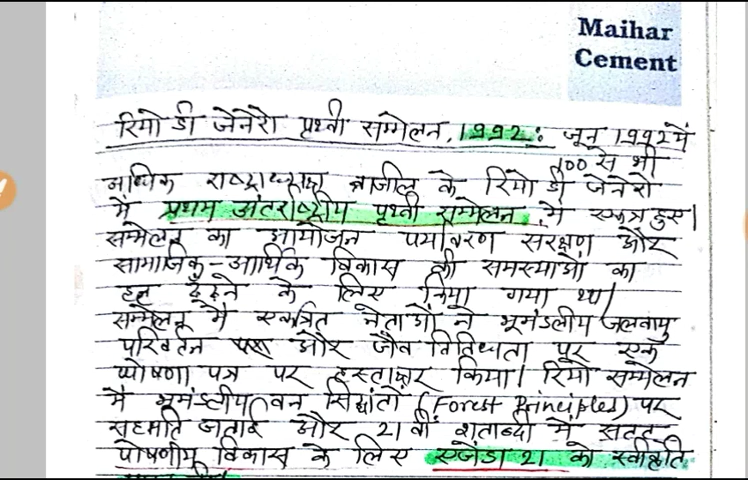 Maihar
Cement
रियो डी जेनेरो पृथ्वी सम्मेलन, 1992: जून 1992 में
100 से भी
अधिक राष्ट्राध्यक्ष ब्राजील के रियो डी जेनेरो
में प्रथम अंतर्राष्ट्रीय पृथ्वी सम्मेलन में एकत्र हुए।
सम्मेलन का आयोजन पर्यावरण संरक्षण और
सामाजिक-आर्थिक विकास की समस्याओं का
हल ढूँढने के लिए किया गया था।
सम्मेलन में एकत्रित नेताओं ने भूमंडलीय जलवायु
परिवर्तन और जैव विविधता पर एक
घोषणा पत्र पर हस्ताक्षर किया। रियो सम्मेलन
में भूमंडलीय वन सिद्धांतों (Forest Principles) पर
सहमति जताई और 21वीं शताब्दी में सतत
पोषणीय विकास के लिए एजेंडा 21 को स्वीकृति